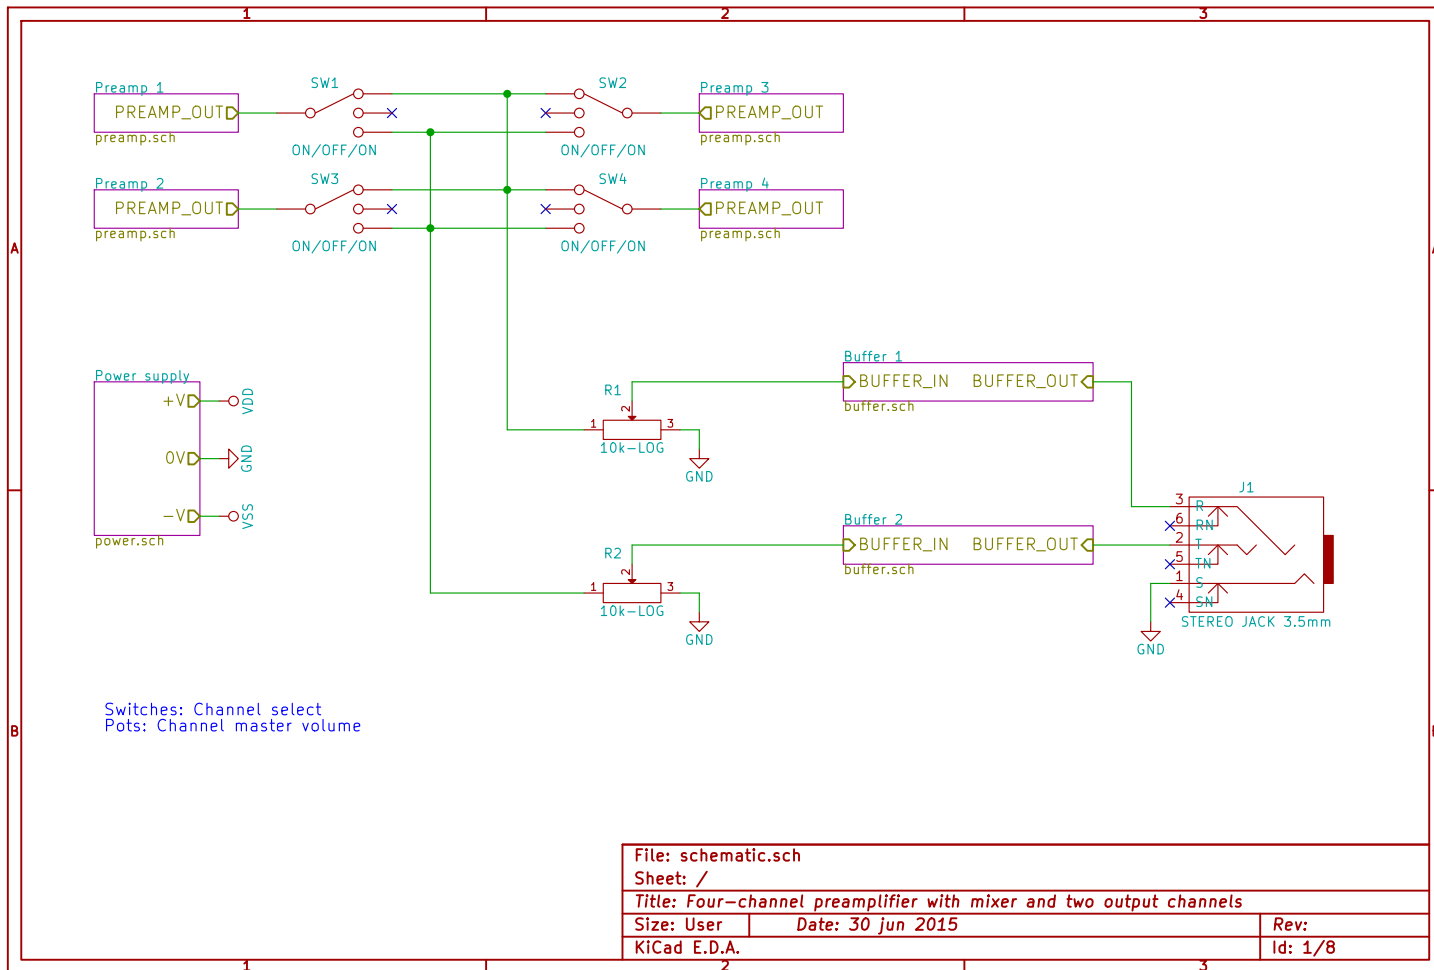 1 2 3
Preamp 1 SW1 SW2 Preamp 3
PREAMP_OUT PREAMP_OUT
preamp.sch ON/OFF/ON ON/OFF/ON preamp.sch
Preamp 2 SW3 SW4 Preamp 4
PREAMP_OUT PREAMP_OUT
preamp.sch ON/OFF/ON ON/OFF/ON preamp.sch
A
Power supply
+V VDD
0V GND
-V VSS
power.sch
R1
2
1 3
10k-LOG
GND
Buffer 1
BUFFER_IN BUFFER_OUT
buffer.sch
R2
2
1 3
10k-LOG
GND
Buffer 2
BUFFER_IN BUFFER_OUT
buffer.sch
J1
3 R
6 RN
2 T
5 TN
1 S
4 SN
STEREO JACK 3.5mm
GND
Switches: Channel select
Pots: Channel master volume
B
File: schematic.sch
Sheet: /
Title: Four-channel preamplifier with mixer and two output channels
Size: User Date: 30 jun 2015 Rev:
KiCad E.D.A. Id: 1/8
1 2 3